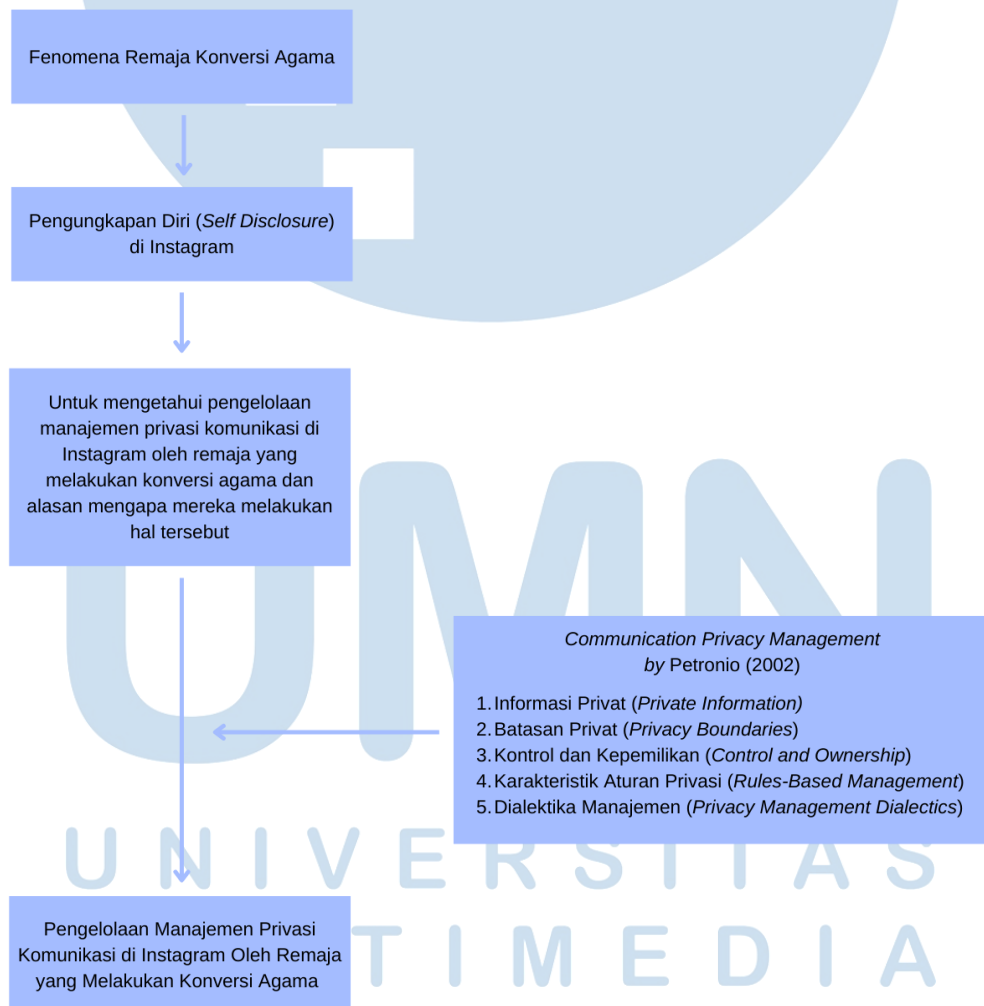 Fenomena Remaja Konversi Agama
Pengungkapan Diri (Self Disclosure)
di Instagram
Untuk mengetahui pengelolaan
manajemen privasi komunikasi di
Instagram oleh remaja yang
melakukan konversi agama dan
alasan mengapa mereka melakukan
hal tersebut
Communication Privacy Management
by Petronio (2002)
1. Informasi Privat (Private Information)
2. Batasan Privat (Privacy Boundaries)
3. Kontrol dan Kepemilikan (Control and Ownership)
4. Karakteristik Aturan Privasi (Rules-Based Management)
5. Dialektika Manajemen (Privacy Management Dialectics)
Pengelolaan Manajemen Privasi
Komunikasi di Instagram Oleh Remaja
yang Melakukan Konversi Agama
UMN
UNIVERSITAS
TIMEDIA